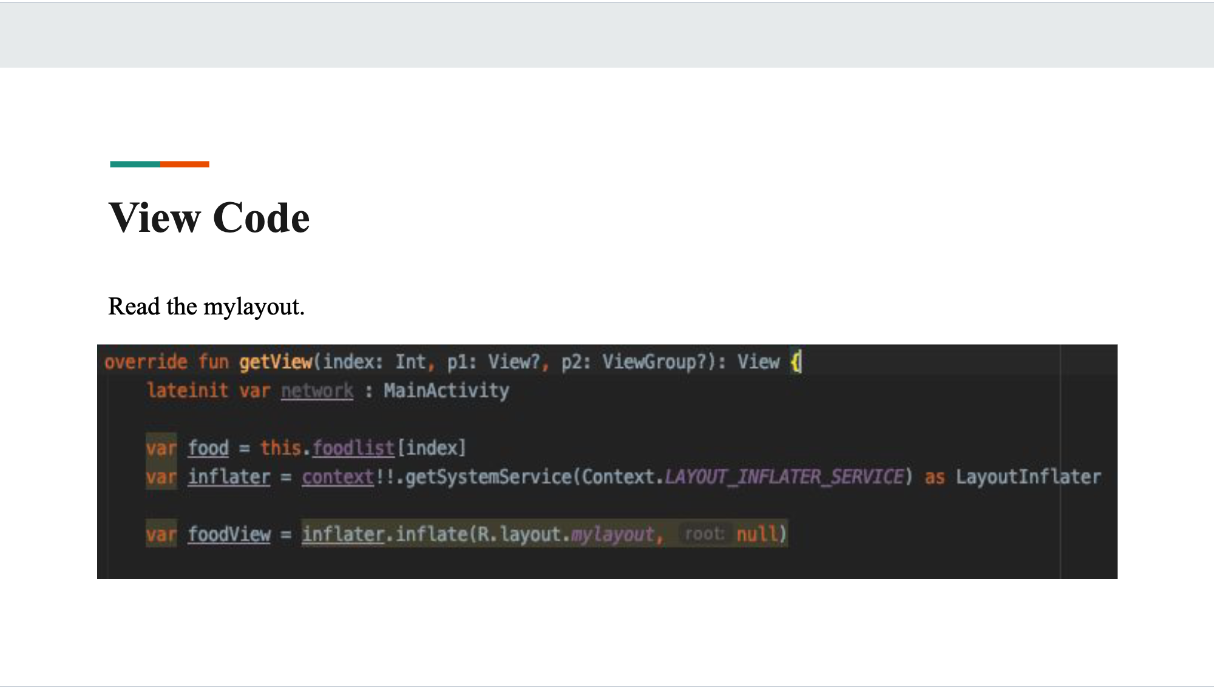 View Code
Read the mylayout.
override fun getView(index: Int, p1: View?, p2: ViewGroup?): View {
lateinit var network : MainActivity
var food = this.foodlist[index]
var inflater = context!!.getSystemService(Context.LAYOUT_INFLATER_SERVICE) as LayoutInflater
var foodView = inflater.inflate(R.layout.mylayout, root: null)